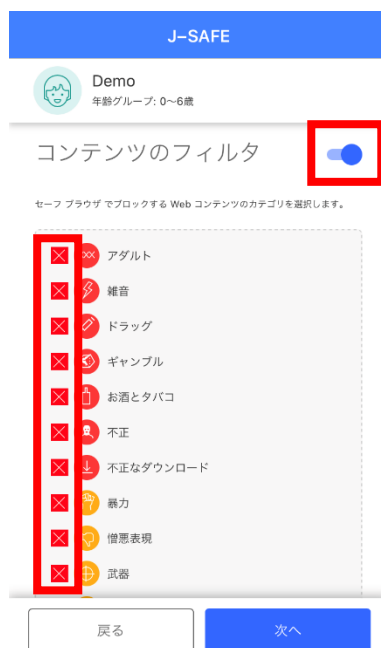 J-SAFE
Demo
年齢グループ: 0〜6歳
コンテンツのフィルタ
セーフ ブラウザ でブロックする Web コンテンツのカテゴリを選択します。
アダルト
雑音
ドラッグ
ギャンブル
お酒とタバコ
不正
不正なダウンロード
暴力
憎悪表現
武器
戻る
次へ